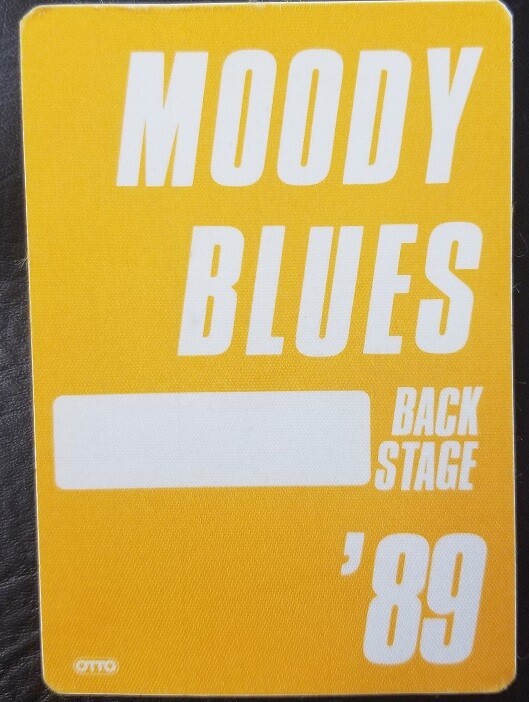 MOODY
BLUES
BACK
STAGE
'89
OTTO